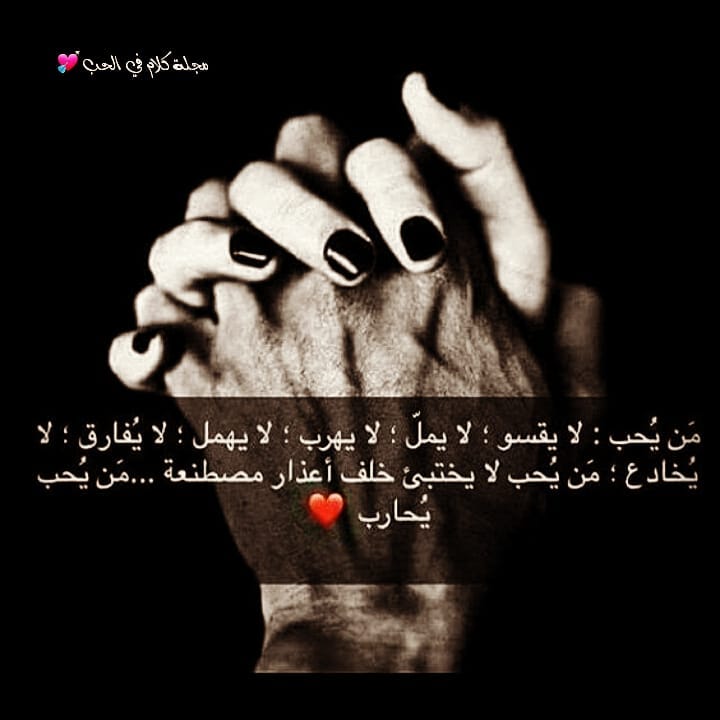 مجلة كلام في الحب 💘
مَن يُحب : لا يقسو ؛ لا يملّ ؛ لا يهرب ؛ لا يهمل ؛ لا يُفارق ؛ لا
يُخادع ؛ مَن يُحب لا يختبئ خلف أعذار مصطنعة ...مَن يُحب
يُحارب ❤️